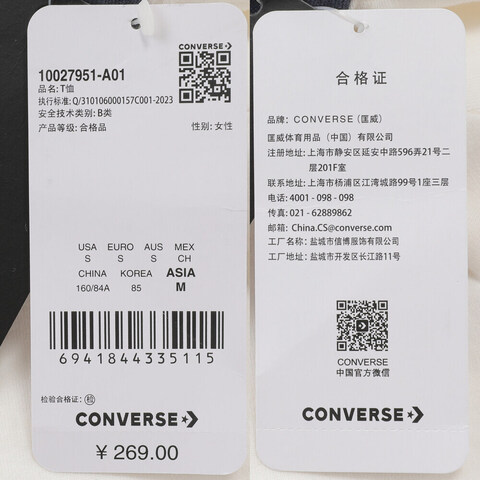 CONVERSE
10027951-A01
品名:T恤
执行标准: Q/310106000157C001-2023
安全技术类别: B类
产品等级: 合格品
性别: 女性
USA EURO AUS MEX
S S S CH
CHINA KOREA ASIA
160/84A 85 M
6941844335115
检验合格证: 检
CONVERSE
¥ 269.00
合格证
品牌: CONVERSE (匡威)
匡威体育用品（中国）有限公司
注册地址: 上海市静安区延安中路596弄21号二
层201F室
联系地址: 上海市杨浦区江湾城路99号1座三层
电话: 4001 - 098 - 098
传真: 021 - 62889862
邮箱: China.CS@converse.com
工厂名: 盐城市信博服饰有限公司
工厂地址: 盐城市开发区长江路11号
CONVERSE
中国官方微信
CONVERSE